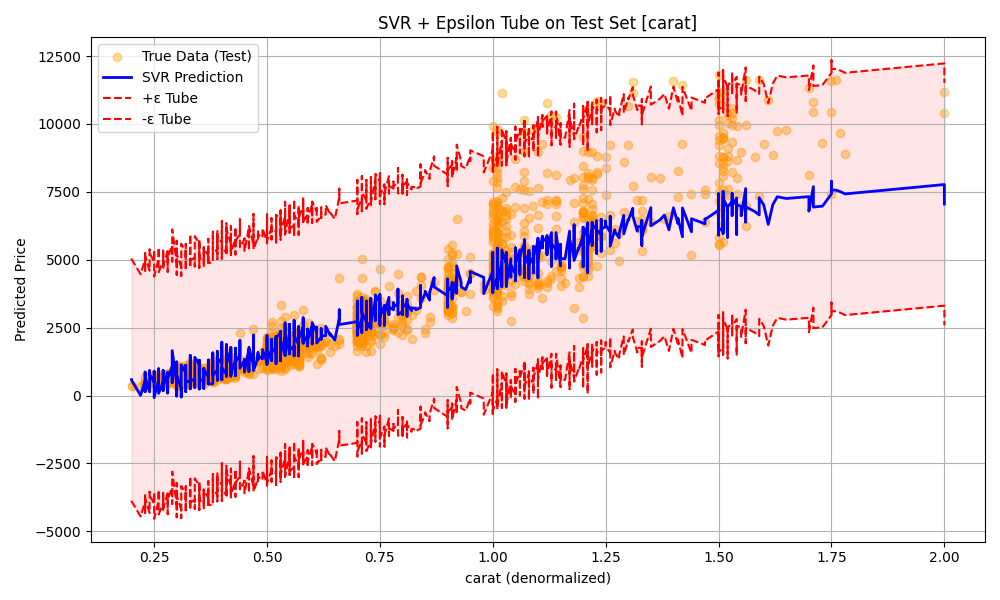 SVR + Epsilon Tube on Test Set [carat]
True Data (Test)
SVR Prediction
+ε Tube
-ε Tube
Predicted Price
12500
10000
7500
5000
2500
0
−2500
−5000
0.25 0.50 0.75 1.00 1.25 1.50 1.75 2.00
carat (denormalized)